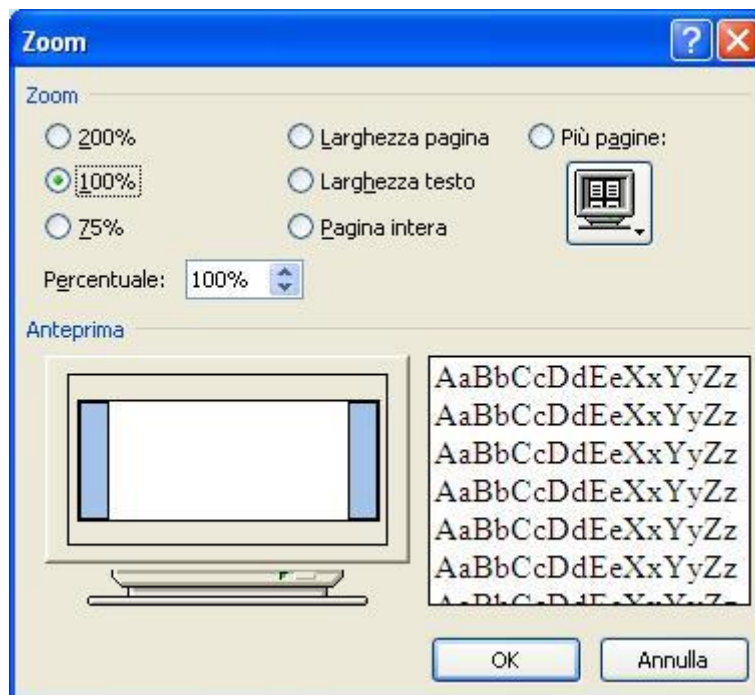 Zoom
Zoom
200% Larghezza pagina Più pagine:
100% Larghezza testo
75% Pagina intera
Percentuale: 100%
Anteprima
AaBbCcDdEeXxYyZz
AaBbCcDdEeXxYyZz
AaBbCcDdEeXxYyZz
AaBbCcDdEeXxYyZz
AaBbCcDdEeXxYyZz
AaBbCcDdEeXxYyZz
AaBbCcDdEeXxYyZz
OK Annulla